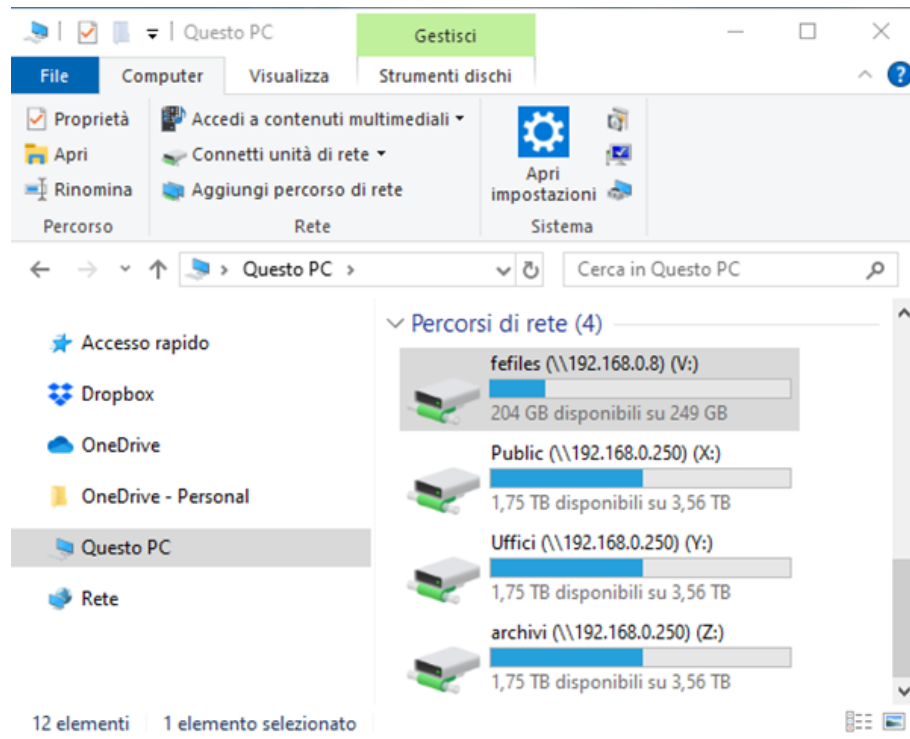 Questo PC
Gestisci
File Computer Visualizza Strumenti dischi
?
Proprietà
Apri
Rinomina
Percorso
Accedi a contenuti multimediali
Connetti unità di rete
Aggiungi percorso di rete
Rete
Apri
impostazioni
Sistema
Questo PC
Cerca in Questo PC
Accesso rapido
Dropbox
OneDrive
OneDrive - Personal
Questo PC
Rete
Percorsi di rete (4)
fefiles (\\192.168.0.8) (V:)
204 GB disponibili su 249 GB
Public (\\192.168.0.250) (X:)
1,75 TB disponibili su 3,56 TB
Uffici (\\192.168.0.250) (Y:)
1,75 TB disponibili su 3,56 TB
archivi (\\192.168.0.250) (Z:)
1,75 TB disponibili su 3,56 TB
12 elementi 1 elemento selezionato